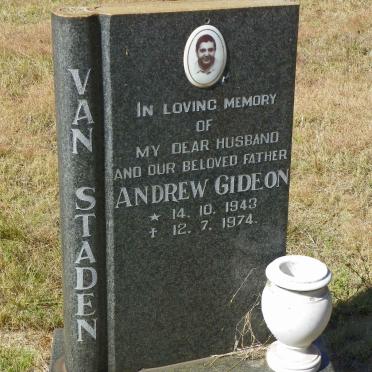 VAN STADEN
IN LOVING MEMORY
OF
MY DEAR HUSBAND
AND OUR BELOVED FATHER
ANDREW GIDEON
* 14. 10. 1943
✝ 12. 7. 1974.